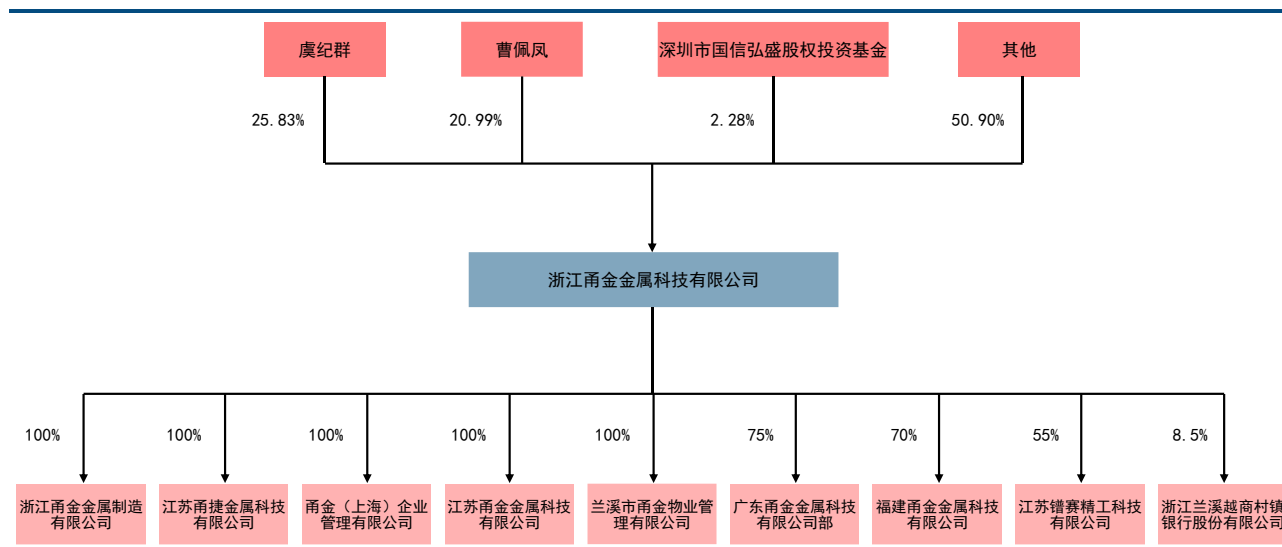 虞纪群
曹佩凤
深圳市国信弘盛股权投资基金
其他
25.83%
20.99%
2.28%
50.90%
浙江甬金金属科技有限公司
100%
100%
100%
100%
100%
75%
70%
55%
8.5%
浙江甬金金属制造
有限公司
江苏甬捷金属科技
有限公司
甬金（上海）企业
管理有限公司
江苏甬金金属科技
有限公司
兰溪市甬金物业管
理有限公司
广东甬金金属科技
有限公司部
福建甬金金属科技
有限公司
江苏镨赛精工科技
有限公司
浙江兰溪越商村镇
银行股份有限公司